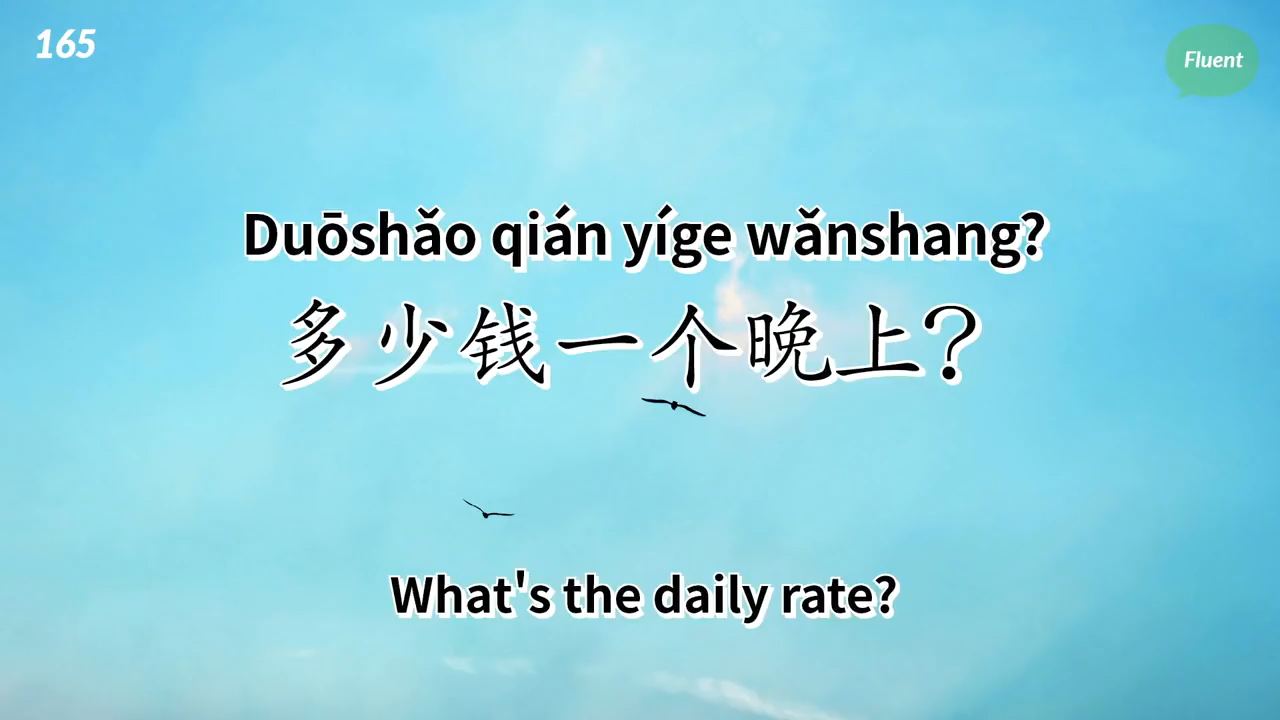 165
Fluent
Duōshǎo qián yíge wǎnshang?
多少钱一个晚上？
What's the daily rate?